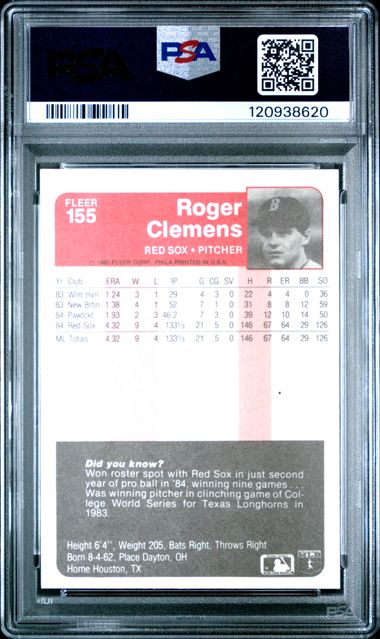 PSA
PSA
120938620
FLEER
155
Roger
Clemens
RED SOX • PITCHER
© 1985 FLEER CORP. PHILA. PRINTED IN U.S.A.
Yr. Club ERA W L IP G CG SV H R ER BB SO
83 Wint Hvn 1.24 3 1 29 4 3 0 22 4 4 0 36
83 New Brtn 1.38 4 1 52 7 1 0 31 8 8 12 59
84 Pawtckt 1.93 2 3 46.2 7 3 0 39 12 10 14 50
84 Red Sox 4.32 9 4 133⅓ 21 5 0 146 67 64 29 126
ML Totals 4.32 9 4 133⅓ 21 5 0 146 67 64 29 126
Did you know?
Won roster spot with Red Sox in just second
year of pro ball in '84, winning nine games . . .
Was winning pitcher in clinching game of Col-
lege World Series for Texas Longhorns in
1983.
Height 6'4'', Weight 205, Bats Right, Throws Right
Born 8-4-62, Place Dayton, OH
Home Houston, TX
PSA